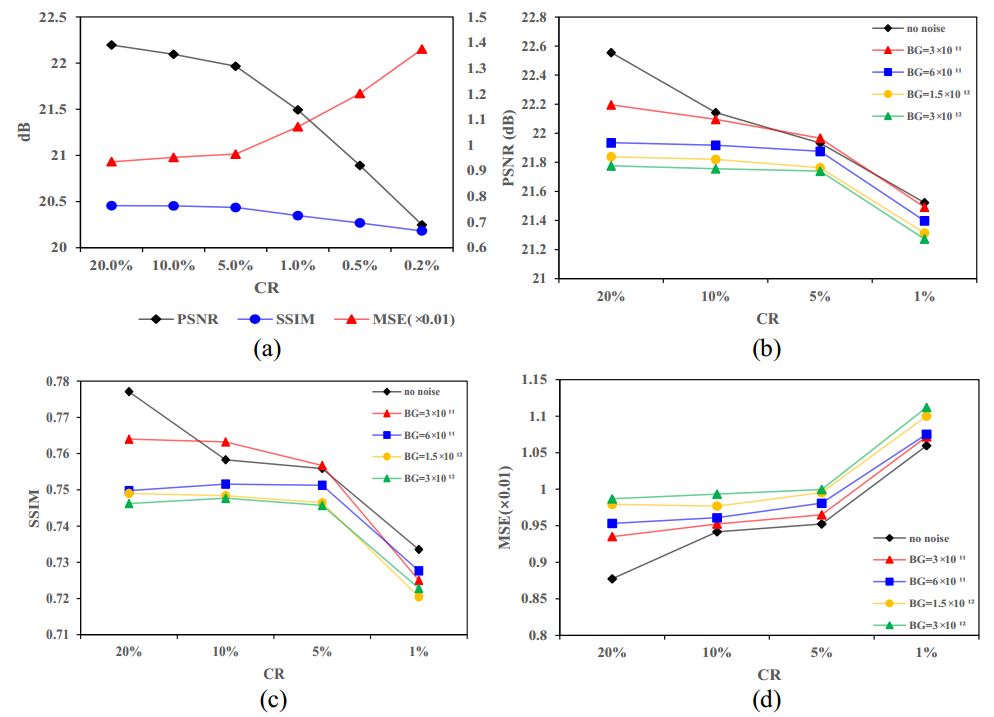 (a)
22.5
22
21.5
21
20.5
20
dB
1.5
1.4
1.3
1.2
1.1
1
0.9
0.8
0.7
0.6
20.0% 10.0% 5.0% 1.0% 0.5% 0.2%
CR
PSNR SSIM MSE(×0.01)
(a)
22.8
22.6
22.4
22.2
22
21.8
21.6
21.4
21.2
21
PSNR (dB)
no noise
BG=3×10 ¹¹
BG=6×10 ¹¹
BG=1.5×10 ¹²
BG=3×10 ¹²
20% 10% 5% 1%
CR
(b)
0.78
0.77
0.76
0.75
0.74
0.73
0.72
0.71
SSIM
no noise
BG=3×10 ¹¹
BG=6×10 ¹¹
BG=1.5×10 ¹²
BG=3×10 ¹²
20% 10% 5% 1%
CR
(c)
1.15
1.1
1.05
1
0.95
0.9
0.85
0.8
MSE(×0.01)
no noise
BG=3×10 ¹¹
BG=6×10 ¹¹
BG=1.5×10 ¹²
BG=3×10 ¹²
20% 10% 5% 1%
CR
(d)